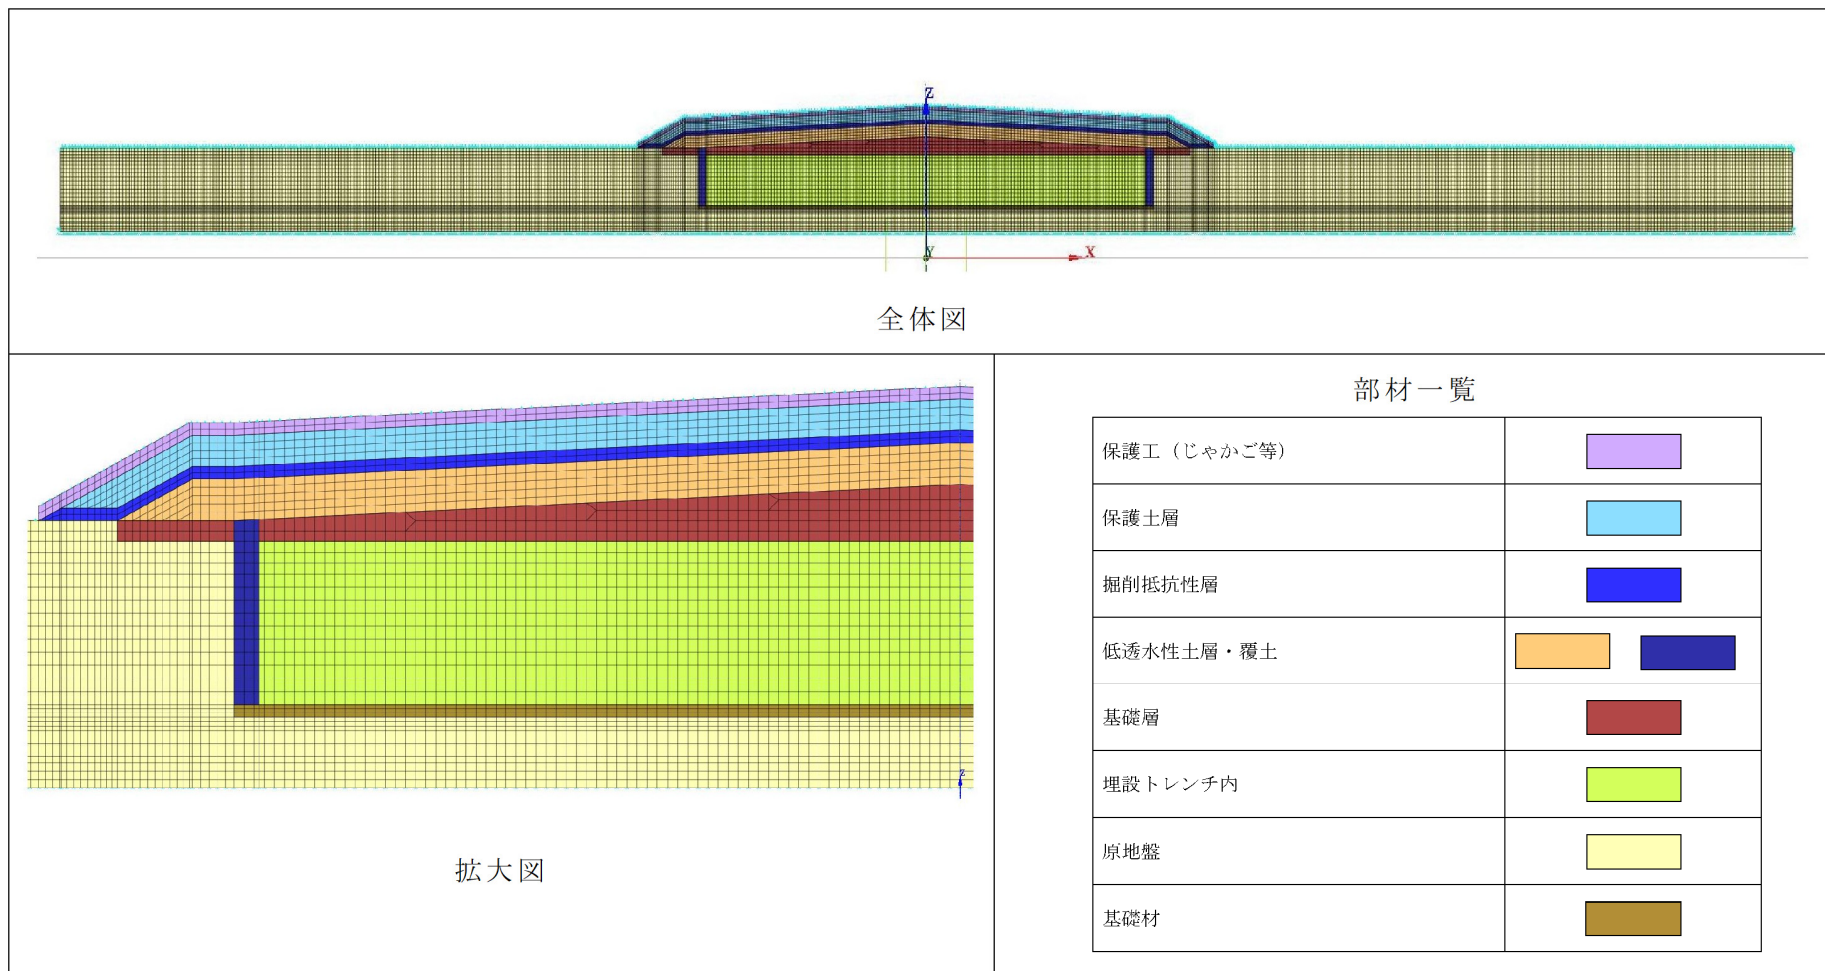 Z
Y
X
全体図
z
拡大図
部材一覧
保護工（じゃかご等）
保護土層
掘削抵抗性層
低透水性土層・覆土
基礎層
埋設トレンチ内
原地盤
基礎材